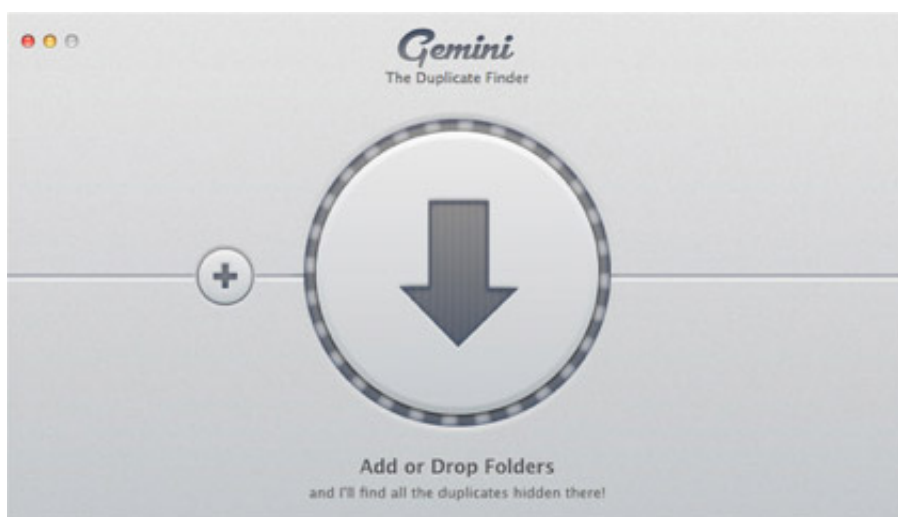 Gemini
The Duplicate Finder
Add or Drop Folders
and I'll find all the duplicates hidden there!